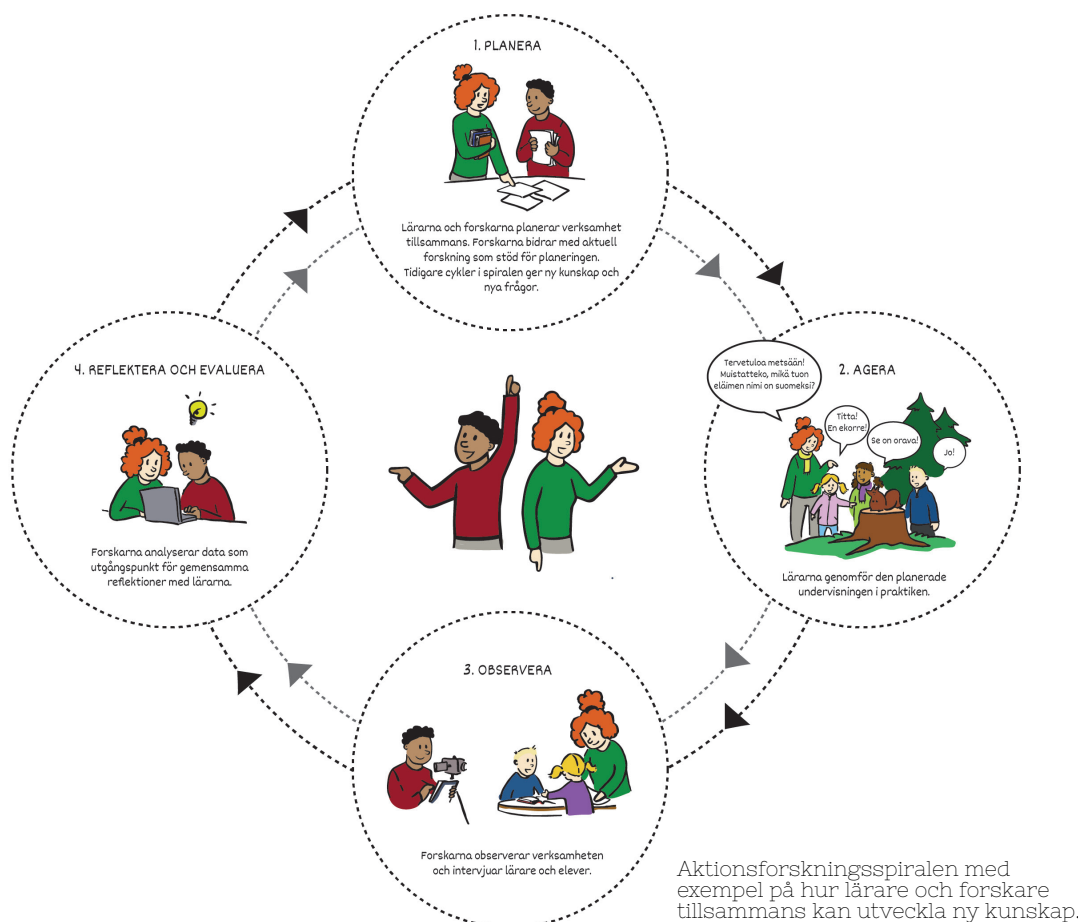 1. PLANERA
Lärarna och forskarna planerar verksamhet
tillsammans. Forskarna bidrar med aktuell
forskning som stöd för planeringen.
Tidigare cykler i spiralen ger ny kunskap och
nya frågor.
2. AGERA
Tervetuloa metsään!
Muistatteko, mikä tuon
eläimen nimi on suomeksi?
Titta!
En ekorre!
Se on orava!
Jo!
Lärarna genomför den planerade
undervisningen i praktiken.
3. OBSERVERA
Forskarna observerar verksamheten
och intervjuar lärare och elever.
4. REFLEKTERA OCH EVALUERA
Forskarna analyserar data som
utgångspunkt för gemensamma
reflektioner med lärarna.
Aktionsforskningsspiralen med
exempel på hur lärare och forskare
tillsammans kan utveckla ny kunskap.